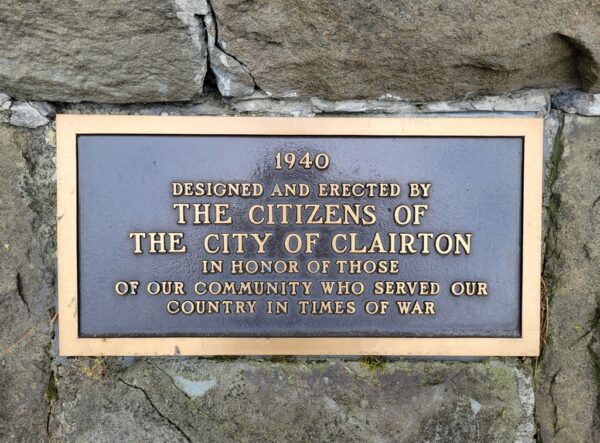 1940
DESIGNED AND ERECTED BY
THE CITIZENS OF
THE CITY OF CLAIRTON
IN HONOR OF THOSE
OF OUR COMMUNITY WHO SERVED OUR
COUNTRY IN TIMES OF WAR